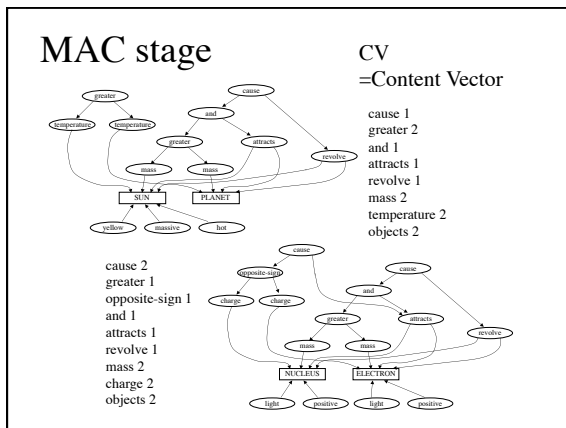 MAC stage
CV
=Content Vector
greater
cause
temperature
temperature
and
greater
attracts
mass
mass
revolve
SUN
PLANET
yellow
massive
hot
cause 1
greater 2
and 1
attracts 1
revolve 1
mass 2
temperature 2
objects 2
cause 2
greater 1
opposite-sign 1
and 1
attracts 1
revolve 1
mass 2
charge 2
objects 2
cause
opposite-sign
cause
charge
charge
and
greater
attracts
revolve
mass
mass
NUCLEUS
ELECTRON
light
positive
light
positive